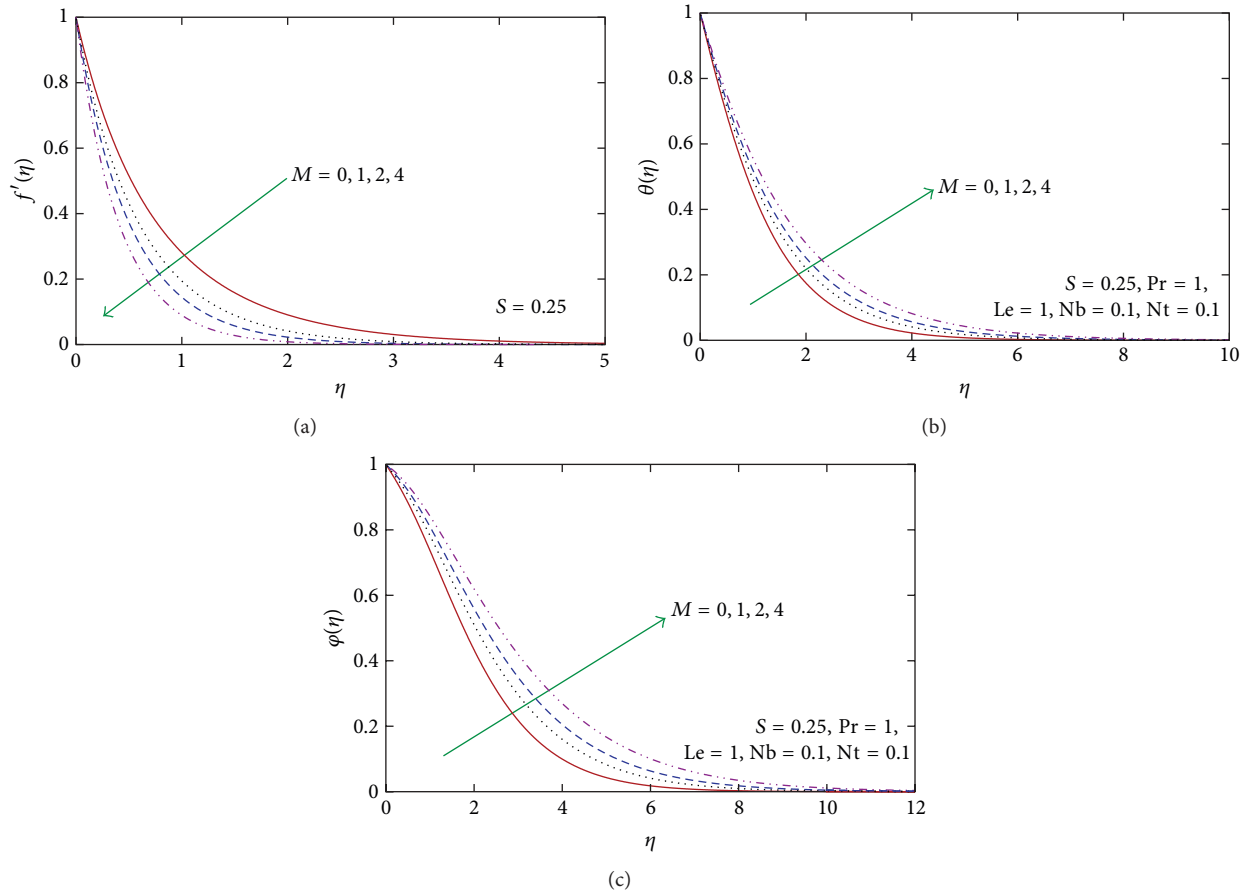 1
0.8
0.6
0.4
0.2
0
f′(η)
M = 0, 1, 2, 4
S = 0.25
0 1 2 3 4 5
η
(a)
1
0.8
0.6
0.4
0.2
0
θ(η)
M = 0, 1, 2, 4
S = 0.25, Pr = 1,
Le = 1, Nb = 0.1, Nt = 0.1
0 2 4 6 8 10
η
(b)
1
0.8
0.6
0.4
0.2
0
φ(η)
M = 0, 1, 2, 4
S = 0.25, Pr = 1,
Le = 1, Nb = 0.1, Nt = 0.1
0 2 4 6 8 10 12
η
(c)